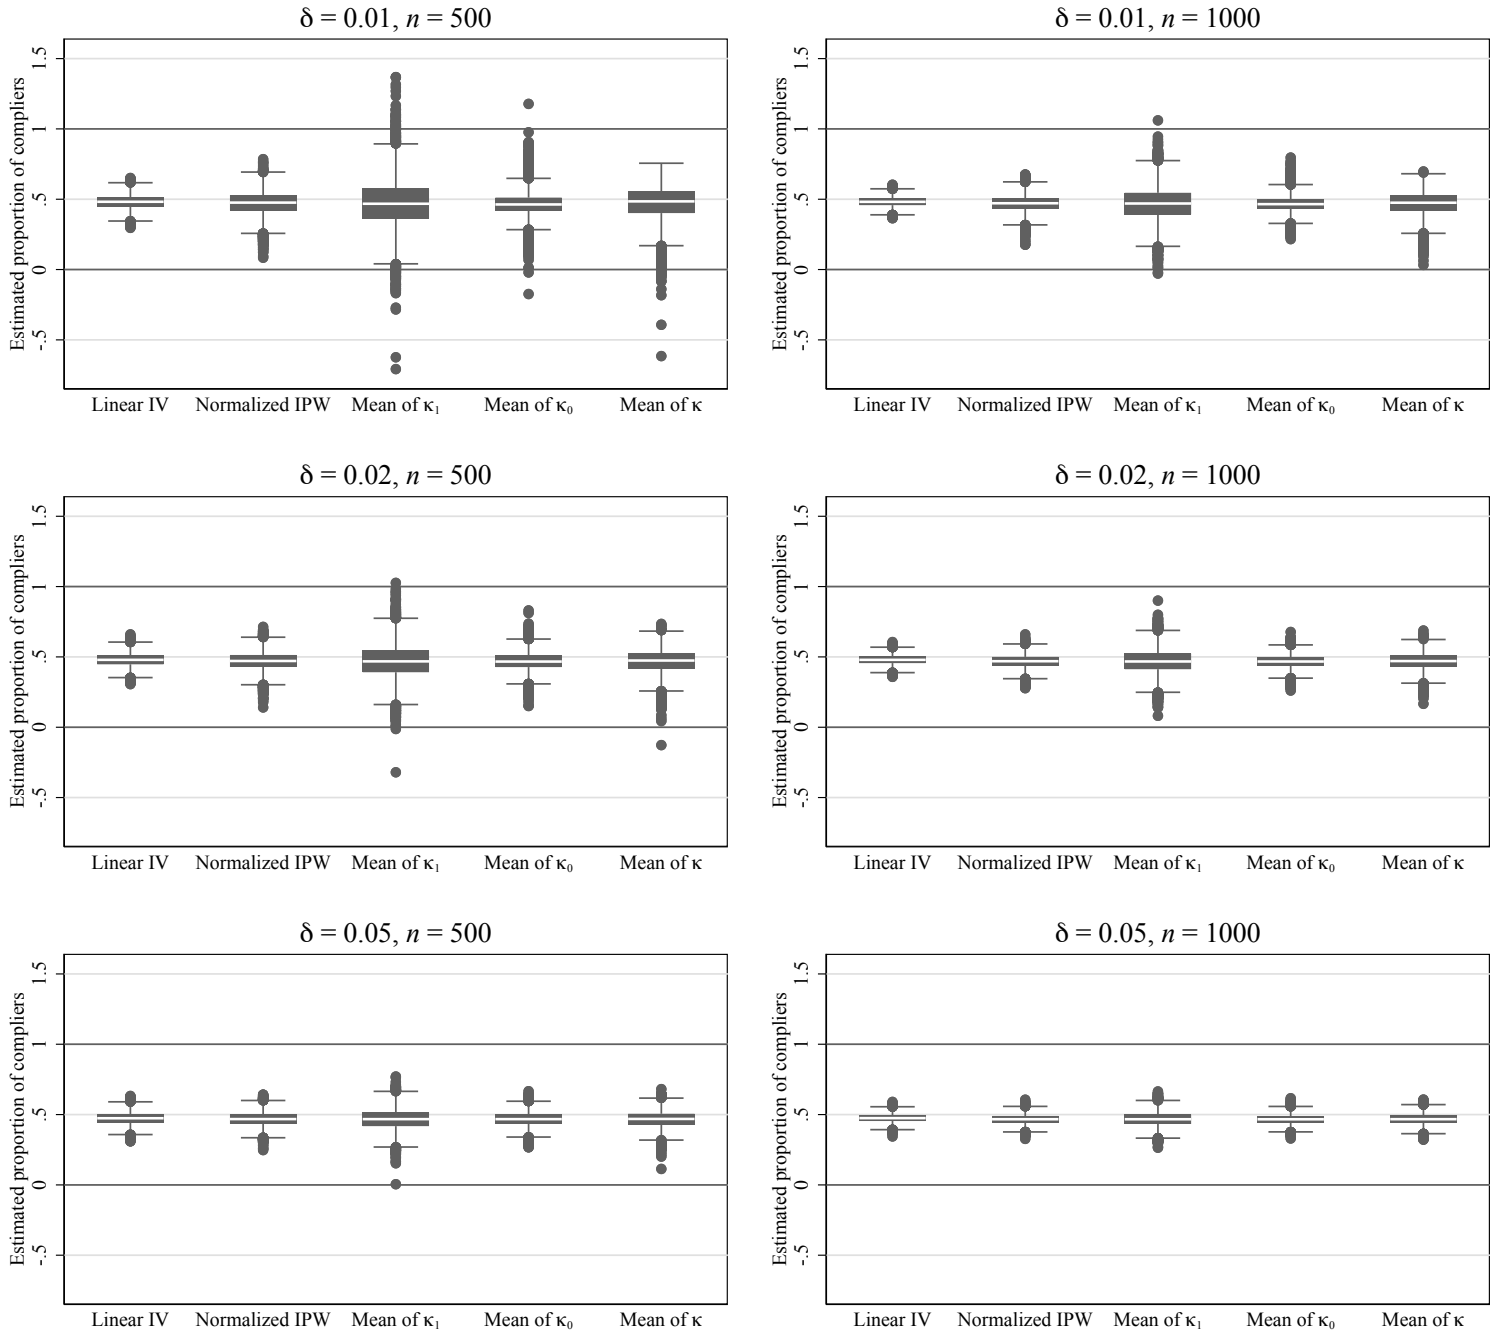 δ = 0.01, n = 500
Estimated proportion of compliers
1.5
1
.5
0
-.5
Linear IV Normalized IPW Mean of κ₁ Mean of κ₀ Mean of κ
δ = 0.01, n = 1000
Estimated proportion of compliers
1.5
1
.5
0
-.5
Linear IV Normalized IPW Mean of κ₁ Mean of κ₀ Mean of κ
δ = 0.02, n = 500
Estimated proportion of compliers
1.5
1
.5
0
-.5
Linear IV Normalized IPW Mean of κ₁ Mean of κ₀ Mean of κ
δ = 0.02, n = 1000
Estimated proportion of compliers
1.5
1
.5
0
-.5
Linear IV Normalized IPW Mean of κ₁ Mean of κ₀ Mean of κ
δ = 0.05, n = 500
Estimated proportion of compliers
1.5
1
.5
0
-.5
Linear IV Normalized IPW Mean of κ₁ Mean of κ₀ Mean of κ
δ = 0.05, n = 1000
Estimated proportion of compliers
1.5
1
.5
0
-.5
Linear IV Normalized IPW Mean of κ₁ Mean of κ₀ Mean of κ